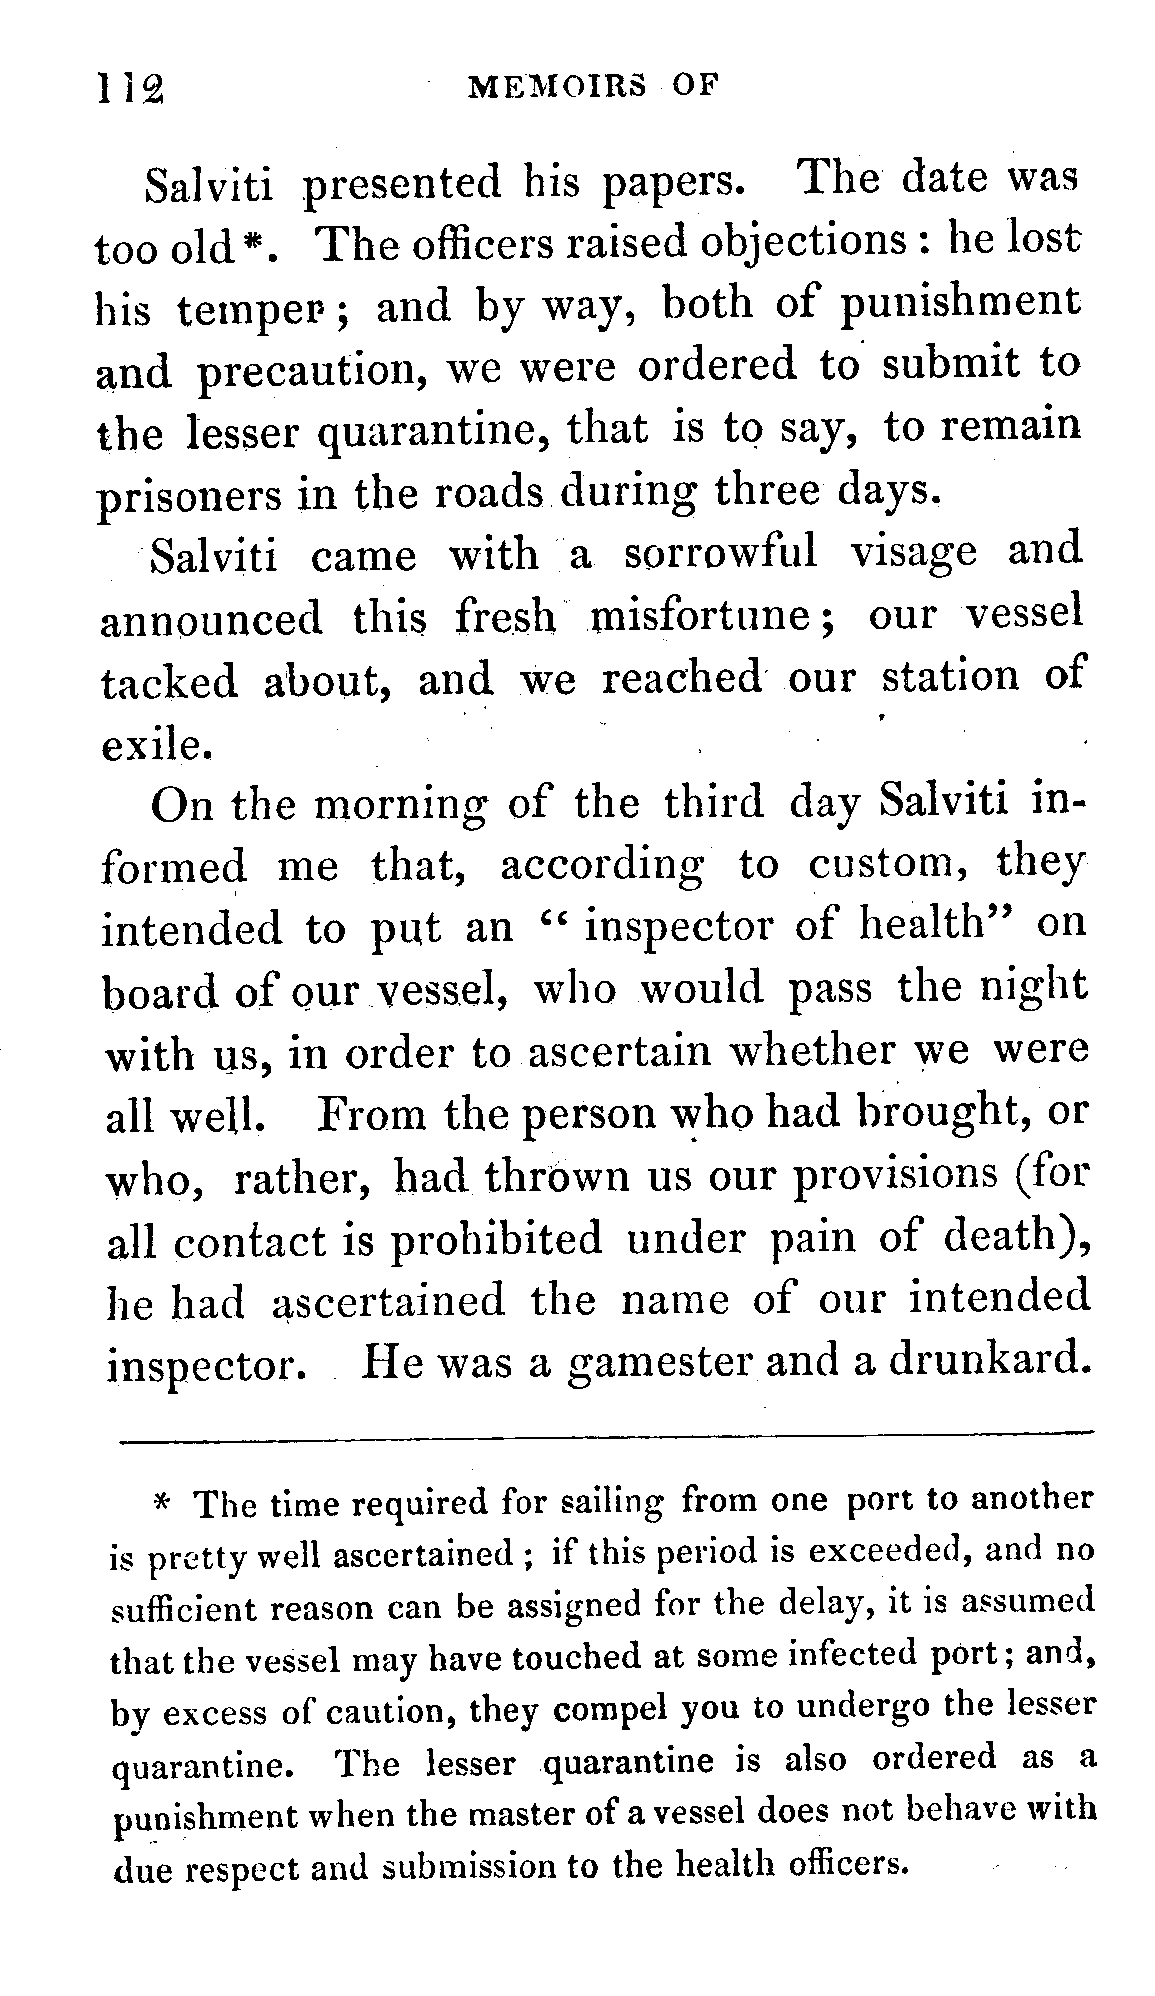 112 MEMOIRS OF
Salviti presented his papers. The date was
too old*. The officers raised objections : he lost
his temper ; and by way, both of punishment
and precaution, we were ordered to submit to
the lesser quarantine, that is to say, to remain
prisoners in the roads during three days.
Salviti came with a sorrowful visage and
announced this fresh misfortune ; our vessel
tacked about, and we reached our station of
exile.
On the morning of the third day Salviti in-
formed me that, according to custom, they
intended to put an “ inspector of health” on
board of our vessel, who would pass the night
with us, in order to ascertain whether we were
all well. From the person who had brought, or
who, rather, had thrown us our provisions (for
all contact is prohibited under pain of death),
he had ascertained the name of our intended
inspector. He was a gamester and a drunkard.
* The time required for sailing from one port to another
is pretty well ascertained ; if this period is exceeded, and no
sufficient reason can be assigned for the delay, it is assumed
that the vessel may have touched at some infected port ; and,
by excess of caution, they compel you to undergo the lesser
quarantine. The lesser quarantine is also ordered as a
punishment when the master of a vessel does not behave with
due respect and submission to the health officers.